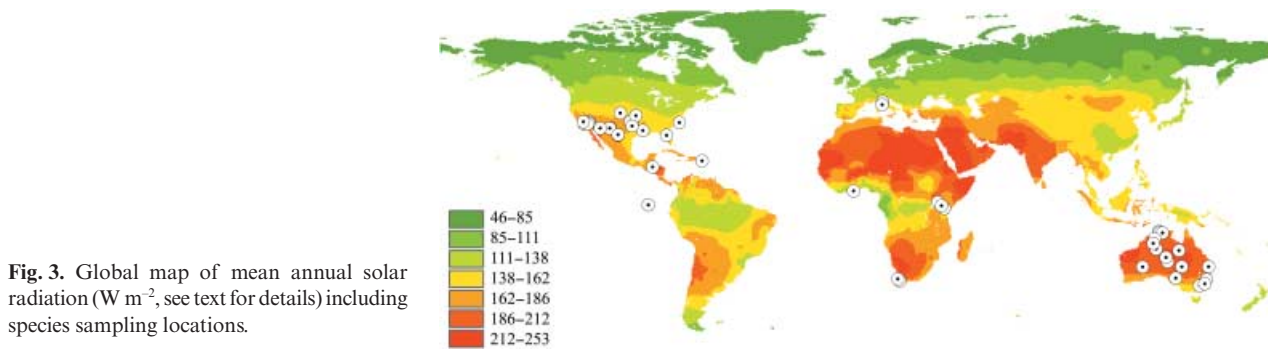 46–85
85–111
111–138
138–162
162–186
186–212
212–253
Fig. 3. Global map of mean annual solar
radiation (W m⁻², see text for details) including
species sampling locations.